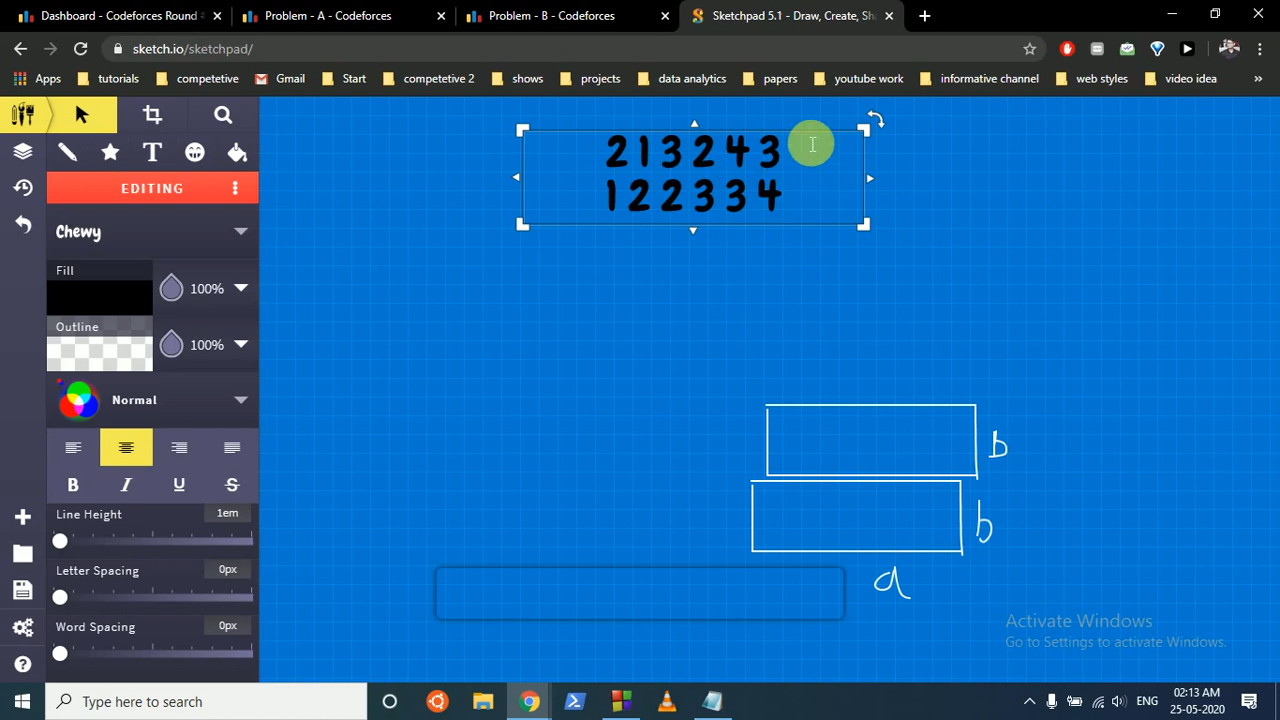 Dashboard - Codeforces Round
Problem - A - Codeforces
Problem - B - Codeforces
Sketchpad 5.1 - Draw, Create, Sh
sketch.io/sketchpad/
Apps
tutorials
competetive
Gmail
Start
competetive 2
shows
projects
data analytics
papers
youtube work
informative channel
web styles
video idea
»
EDITING
Chewy
Fill
100%
Outline
100%
Normal
B I U S
Line Height
1em
Letter Spacing
0px
Word Spacing
0px
2 1 3 2 4 3
1 2 2 3 3 4
b
b
a
Activate Windows
Go to Settings to activate Windows.
Type here to search
ENG
02:13 AM
25-05-2020